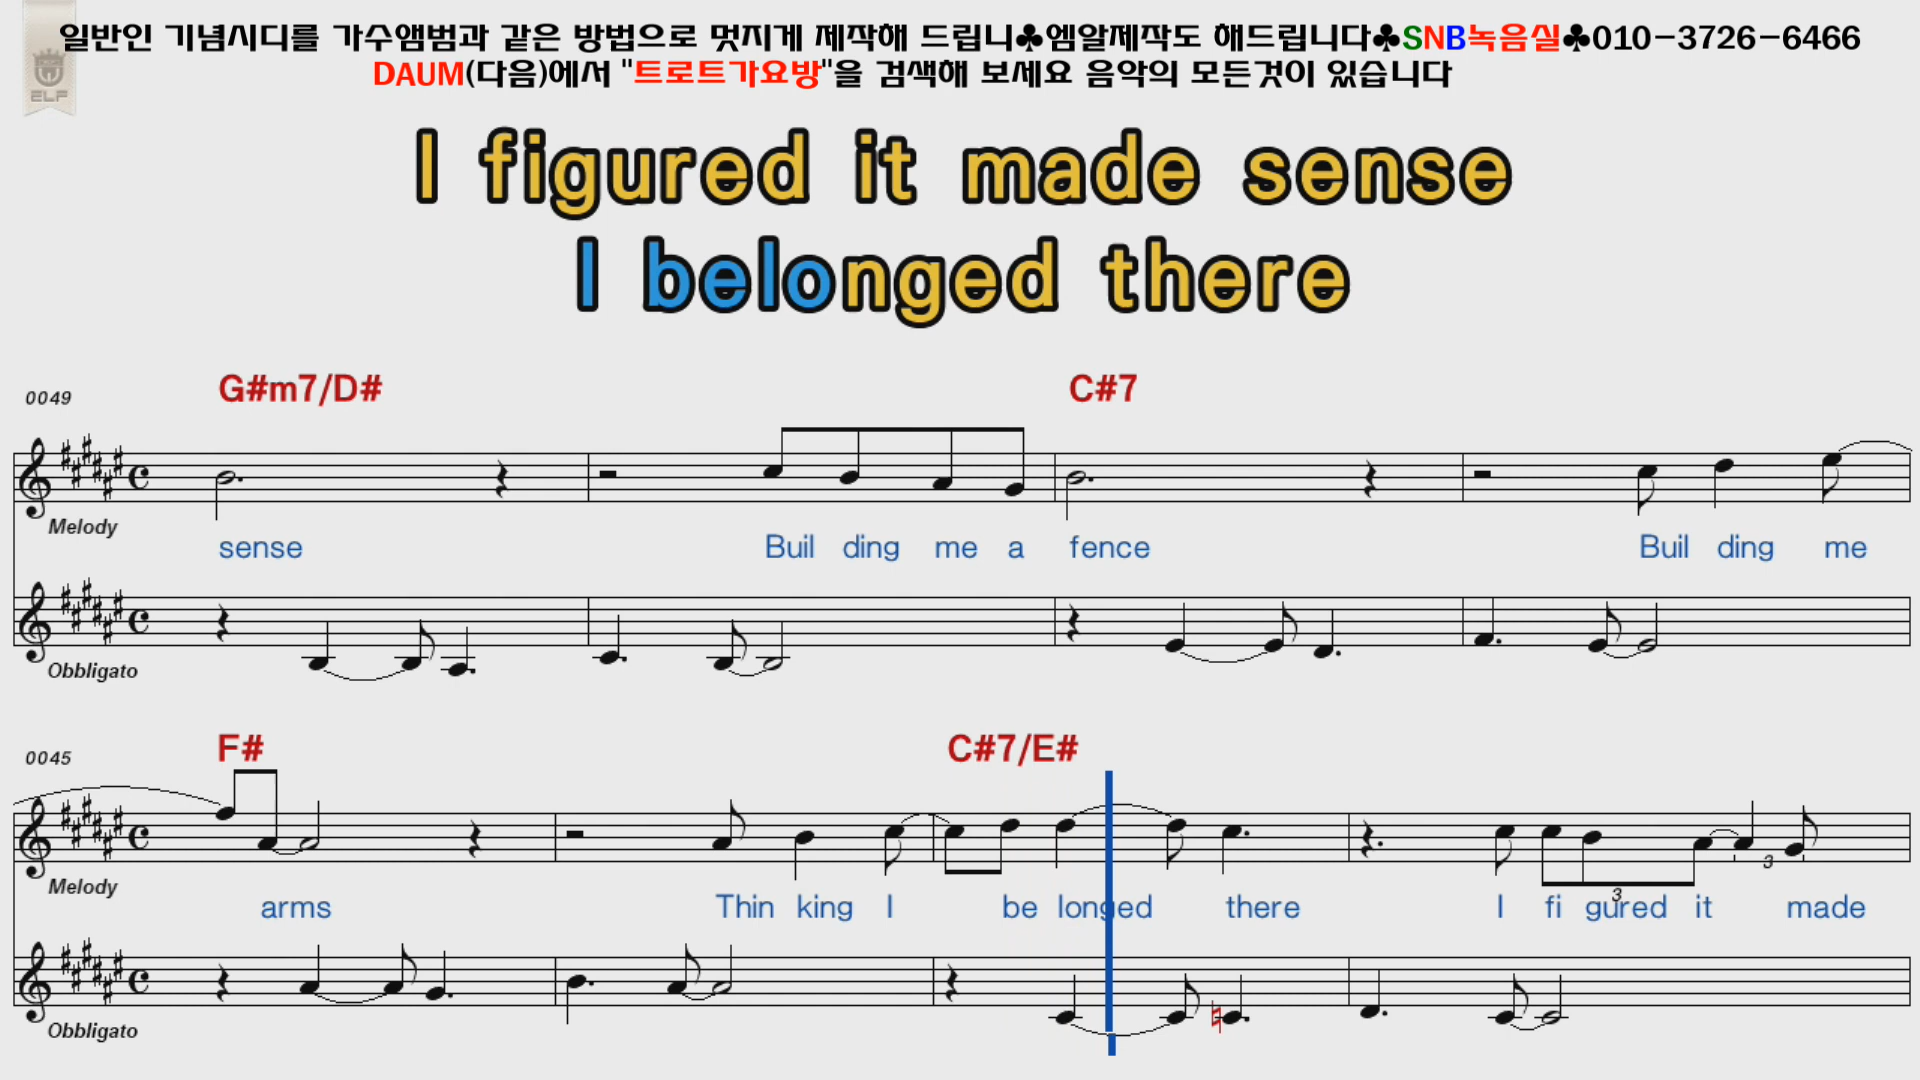 일반인 기념시디를 가수앨범과 같은 방법으로 멋지게 제작해 드립니♣엠알제작도 해드립니다♣SNB녹음실♣010-3726-6466
DAUM(다음)에서 "트로트가요방"을 검색해 보세요 음악의 모든것이 있습니다
ELF
I figured it made sense
I belonged there
0049 G#m7/D# C#7
Melody
sense Buil ding me a fence Buil ding me
Obbligato
0045 F# C#7/E#
3
3
Melody
arms Thin king I be longed there I fi gured it made
Obbligato